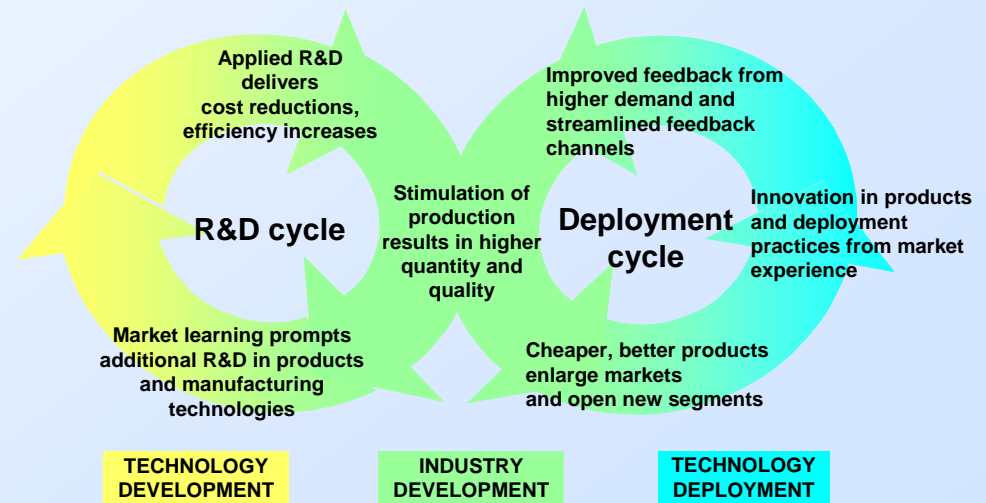 Applied R&D
delivers
cost reductions,
efficiency increases
Improved feedback from
higher demand and
streamlined feedback
channels
R&D cycle
Stimulation of
production
results in higher
quantity and
quality
Deployment
cycle
Innovation in products
and deployment
practices from market
experience
Market learning prompts
additional R&D in products
and manufacturing
technologies
Cheaper, better products
enlarge markets
and open new segments
TECHNOLOGY
DEVELOPMENT
INDUSTRY
DEVELOPMENT
TECHNOLOGY
DEPLOYMENT